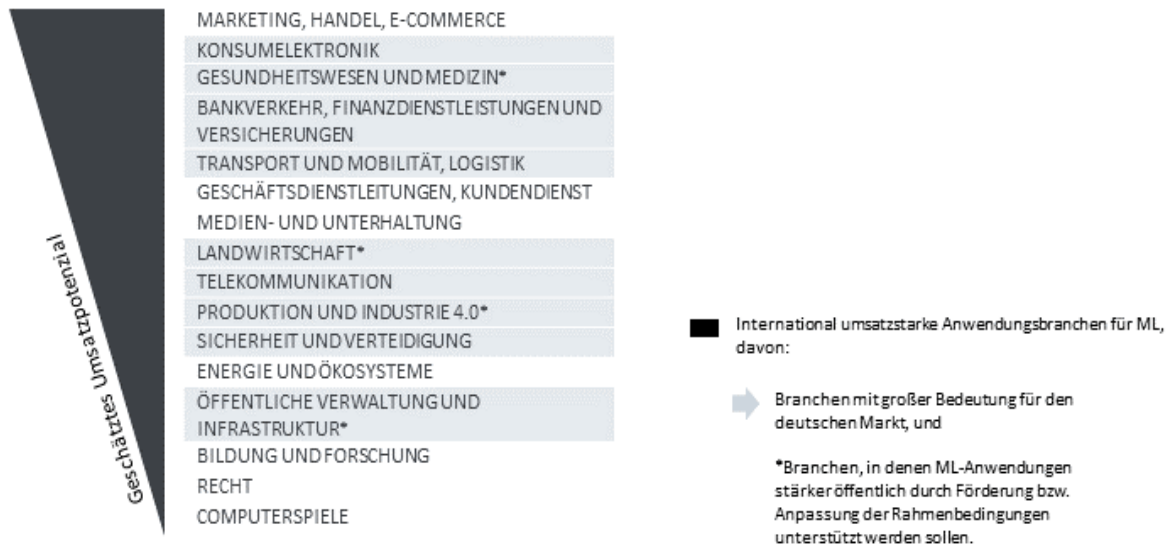 MARKETING, HANDEL, E-COMMERCE
KONSUMELEKTRONIK
GESUNDHEITSWESEN UND MEDIZIN*
BANKVERKEHR, FINANZDIENSTLEISTUNGEN UND
VERSICHERUNGEN
TRANSPORT UND MOBILITÄT, LOGISTIK
GESCHÄFTSDIENSTLEITUNGEN, KUNDENDIENST
MEDIEN- UND UNTERHALTUNG
LANDWIRTSCHAFT*
TELEKOMMUNIKATION
PRODUKTION UND INDUSTRIE 4.0*
SICHERHEIT UND VERTEIDIGUNG
ENERGIE UND ÖKOSYSTEME
ÖFFENTLICHE VERWALTUNG UND
INFRASTRUKTUR*
BILDUNG UND FORSCHUNG
RECHT
COMPUTERSPIELE
Geschätztes Umsatzpotenzial
International umsatzstarke Anwendungsbranchen für ML,
davon:
Branchen mit großer Bedeutung für den
deutschen Markt, und
*Branchen, in denen ML-Anwendungen
stärker öffentlich durch Förderung bzw.
Anpassung der Rahmenbedingungen
unterstützt werden sollen.